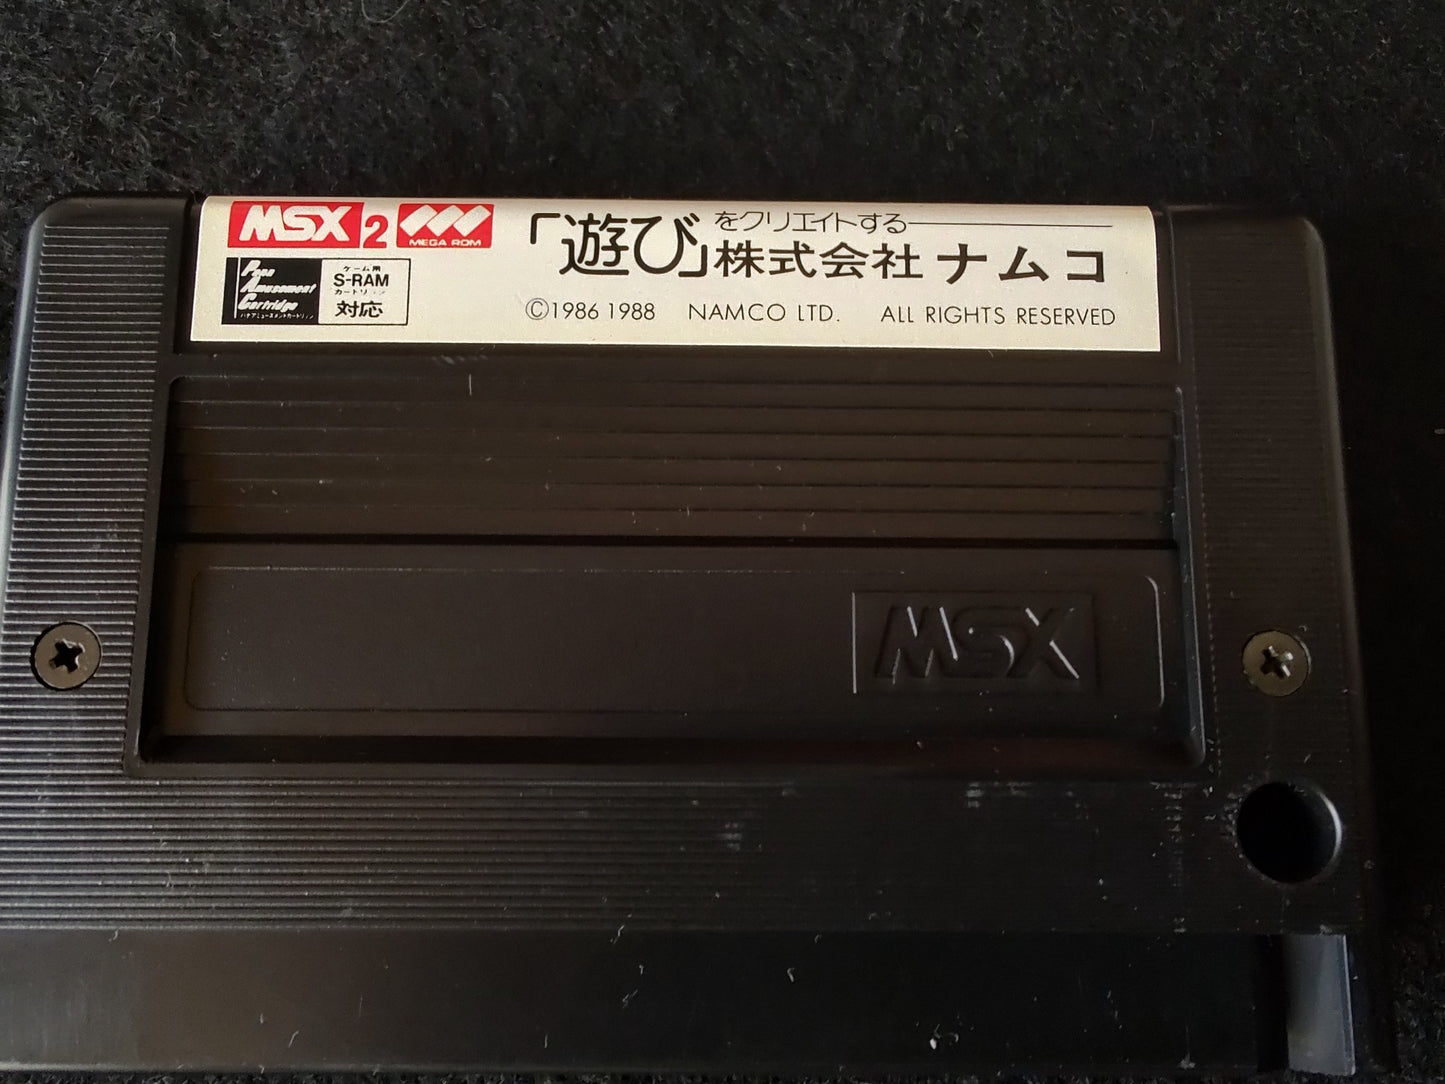 MSX 2
MEGA ROM
Pana
Amusement
Cartridge
パナアミューズメントカートリッジ
ゲーム用
S-RAM
カートリッジ
対応
「遊び」をクリエイトする
株式会社ナムコ
©1986 1988 NAMCO LTD. ALL RIGHTS RESERVED
MSX